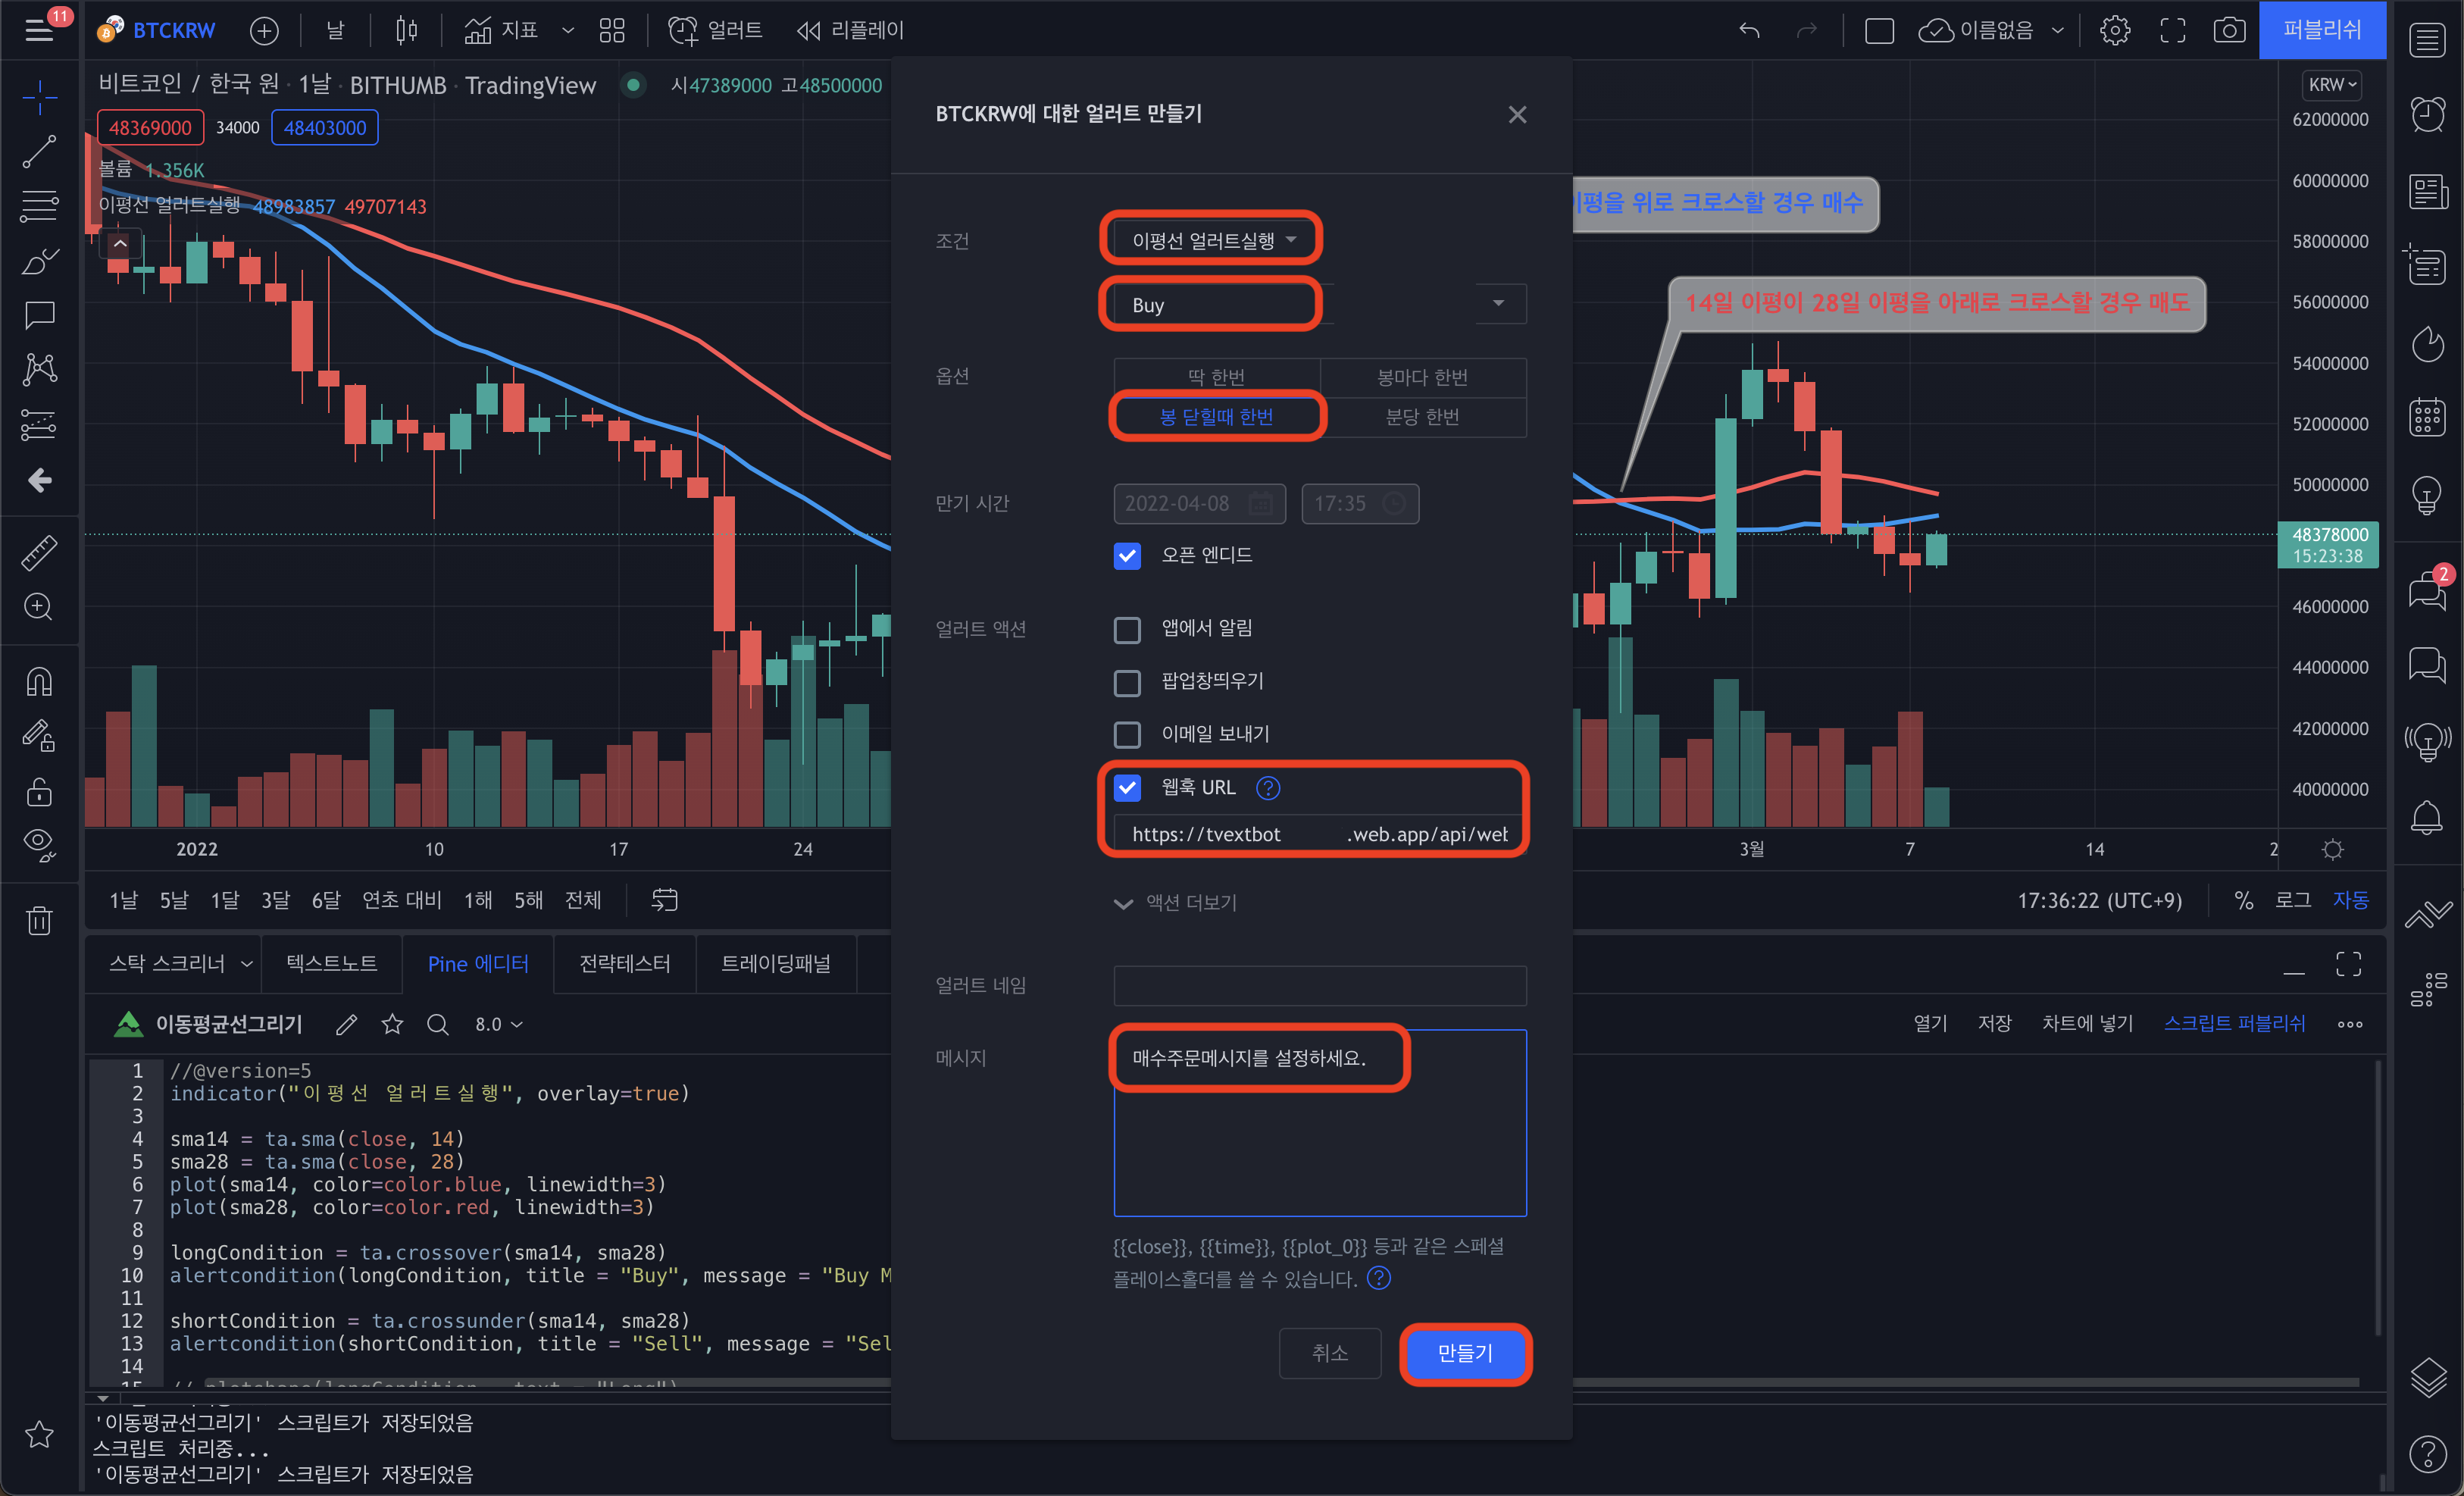 11
BTCKRW
날
지표
얼러트
리플레이
이름없음
퍼블리쉬
비트코인 / 한국 원 · 1날 · BITHUMB · TradingView
시47389000 고48500000
KRW
48369000 34000 48403000
볼륨 1.356K
이평선 얼러트실행 48983857 49707143
BTCKRW에 대한 얼러트 만들기
조건
이평선 얼러트실행
Buy
옵션
딱 한번
봉마다 한번
봉 닫힐때 한번
분당 한번
만기 시간
2022-04-08
17:35
오픈 엔디드
얼러트 액션
앱에서 알림
팝업창띄우기
이메일 보내기
웹훅 URL
https://tvextbot .web.app/api/web
액션 더보기
얼러트 네임
메시지
매수주문메시지를 설정하세요.
{{close}}, {{time}}, {{plot_0}} 등과 같은 스페셜
플레이스홀더를 쓸 수 있습니다.
취소
만들기
이평을 위로 크로스할 경우 매수
14일 이평이 28일 이평을 아래로 크로스할 경우 매도
62000000
60000000
58000000
56000000
54000000
52000000
50000000
48378000
15:23:38
46000000
44000000
42000000
40000000
2
2022 10 17 24 3월 7 14 2
1날 5날 1달 3달 6달 연초 대비 1해 5해 전체
17:36:22 (UTC+9) % 로그 자동
스탁 스크리너
텍스트노트
Pine 에디터
전략테스터
트레이딩패널
이동평균선그리기
8.0
열기 저장 차트에 넣기 스크립트 퍼블리쉬
1 //@version=5
2 indicator("이평선 얼러트실행", overlay=true)
3
4 sma14 = ta.sma(close, 14)
5 sma28 = ta.sma(close, 28)
6 plot(sma14, color=color.blue, linewidth=3)
7 plot(sma28, color=color.red, linewidth=3)
8
9 longCondition = ta.crossover(sma14, sma28)
10 alertcondition(longCondition, title = "Buy", message = "Buy M
11
12 shortCondition = ta.crossunder(sma14, sma28)
13 alertcondition(shortCondition, title = "Sell", message = "Sel
14
15 // plotshape(longCondition, text = "Long")
'이동평균선그리기' 스크립트가 저장되었음
스크립트 처리중...
'이동평균선그리기' 스크립트가 저장되었음